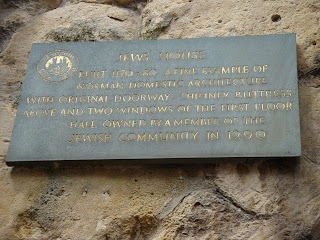 JEWS HOUSE
BUILT 1170-80. A FINE EXAMPLE OF
NORMAN DOMESTIC ARCHITECTURE
WITH ORIGINAL DOORWAY, CHIMNEY BUTTRESS
ABOVE AND TWO WINDOWS OF THE FIRST FLOOR
HALL. OWNED BY A MEMBER OF THE
JEWISH COMMUNITY IN 1290